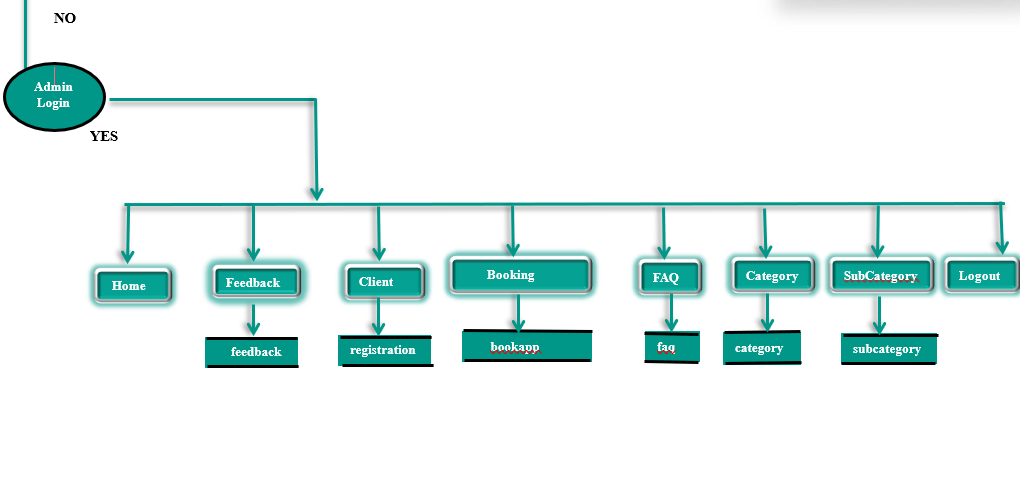 NO
Admin
Login
YES
Home
Feedback
Client
Booking
FAQ
Category
SubCategory
Logout
feedback
registration
bookapp
faq
category
subcategory